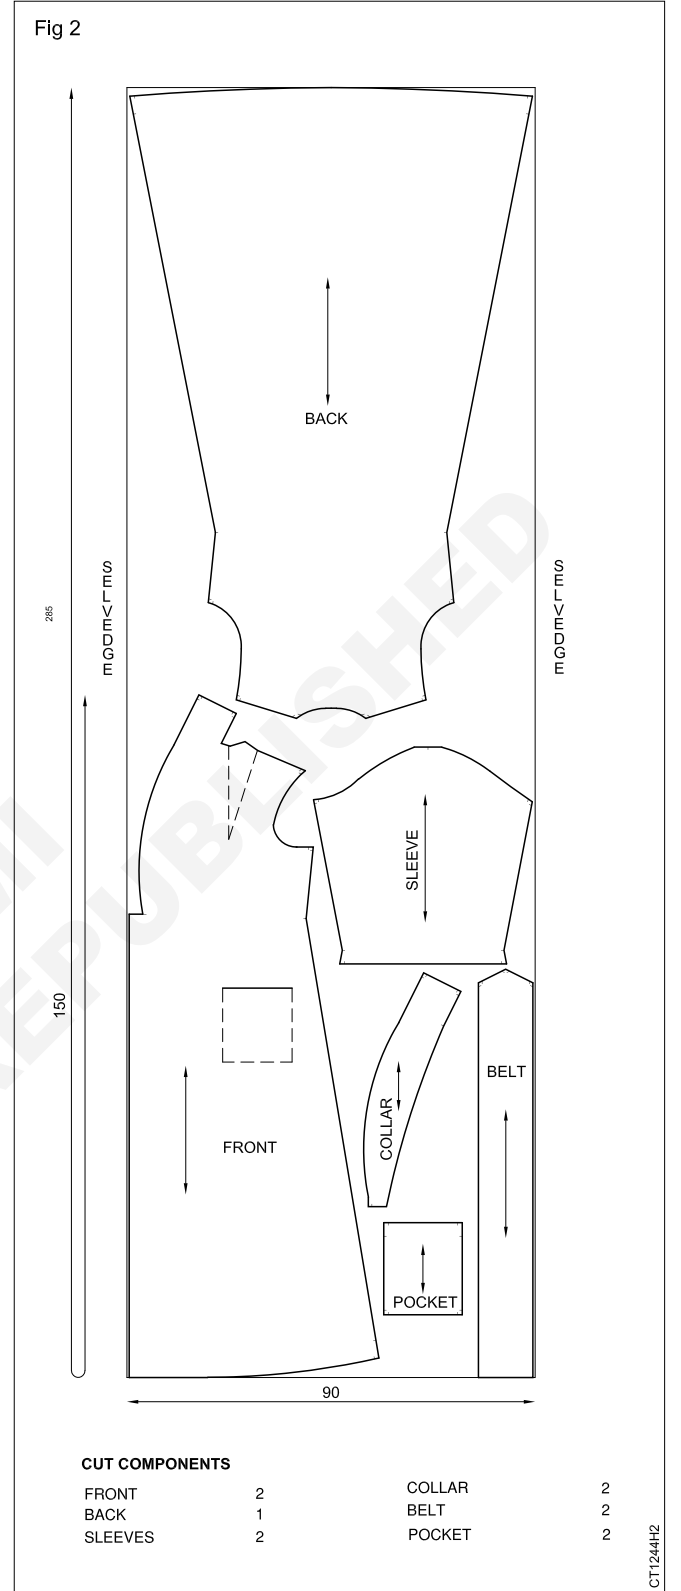 Fig 2
BACK
SELVEDGE
SELVEDGE
285
SLEEVE
150
BELT
COLLAR
FRONT
POCKET
90
CUT COMPONENTS
FRONT 2
BACK 1
SLEEVES 2
COLLAR 2
BELT 2
POCKET 2
CT1244H2